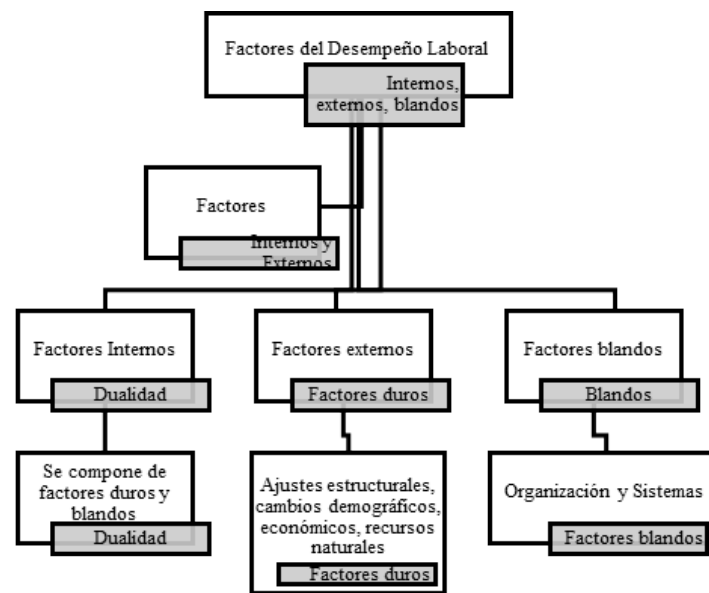 Factores del Desempeño Laboral
Internos,
externos, blandos
Factores
Internos y
Externos
Factores Internos
Dualidad
Factores externos
Factores duros
Factores blandos
Blandos
Se compone de
factores duros y
blandos
Dualidad
Ajustes estructurales,
cambios demográficos,
económicos, recursos
naturales
Factores duros
Organización y Sistemas
Factores blandos